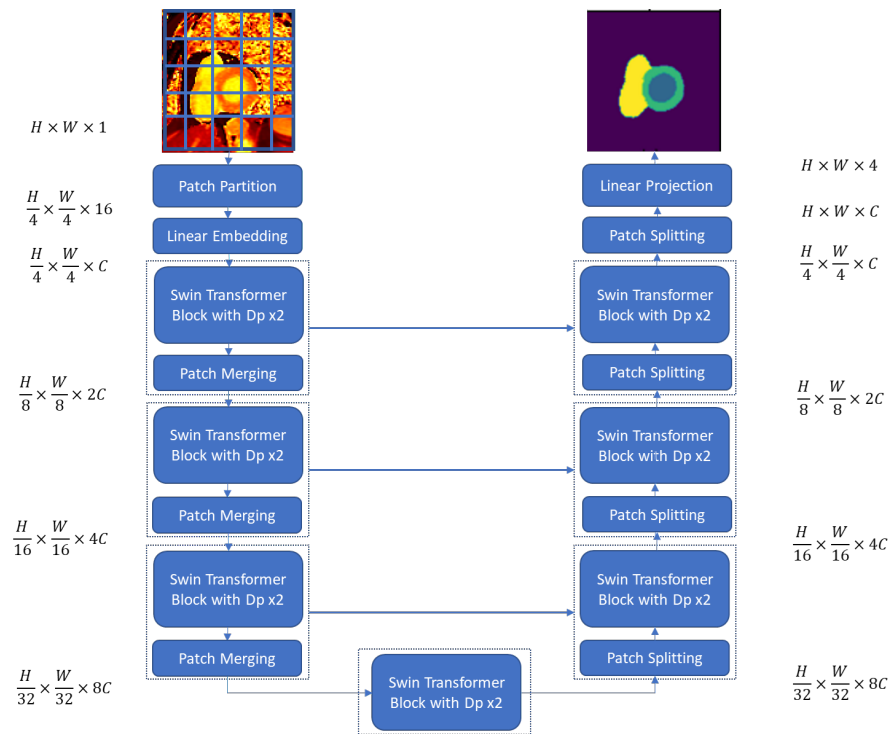 H × W × 1
Patch Partition
H/4 × W/4 × 16
Linear Embedding
H/4 × W/4 × C
Swin Transformer
Block with Dp x2
Patch Merging
H/8 × W/8 × 2C
Swin Transformer
Block with Dp x2
Patch Merging
H/16 × W/16 × 4C
Swin Transformer
Block with Dp x2
Patch Merging
H/32 × W/32 × 8C
Swin Transformer
Block with Dp x2
H × W × 4
Linear Projection
H × W × C
Patch Splitting
H/4 × W/4 × C
Swin Transformer
Block with Dp x2
Patch Splitting
H/8 × W/8 × 2C
Swin Transformer
Block with Dp x2
Patch Splitting
H/16 × W/16 × 4C
Swin Transformer
Block with Dp x2
Patch Splitting
H/32 × W/32 × 8C